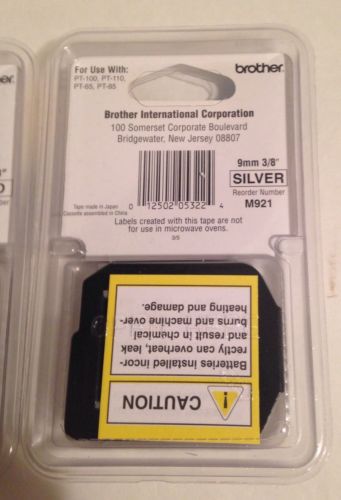 For Use With:
PT-100, PT-110,
PT-65, PT-85
brother
Brother International Corporation
100 Somerset Corporate Boulevard
Bridgewater, New Jersey 08807
9mm 3/8"
SILVER
Reorder Number
M921
0 12502 05322 4
Tape made in Japan
Cassette assembled in China
Labels created with this tape are not
for use in microwave ovens.
CAUTION
Batteries installed incor-
rectly can overheat, leak
and result in chemical
burns and machine over-
heating and damage.